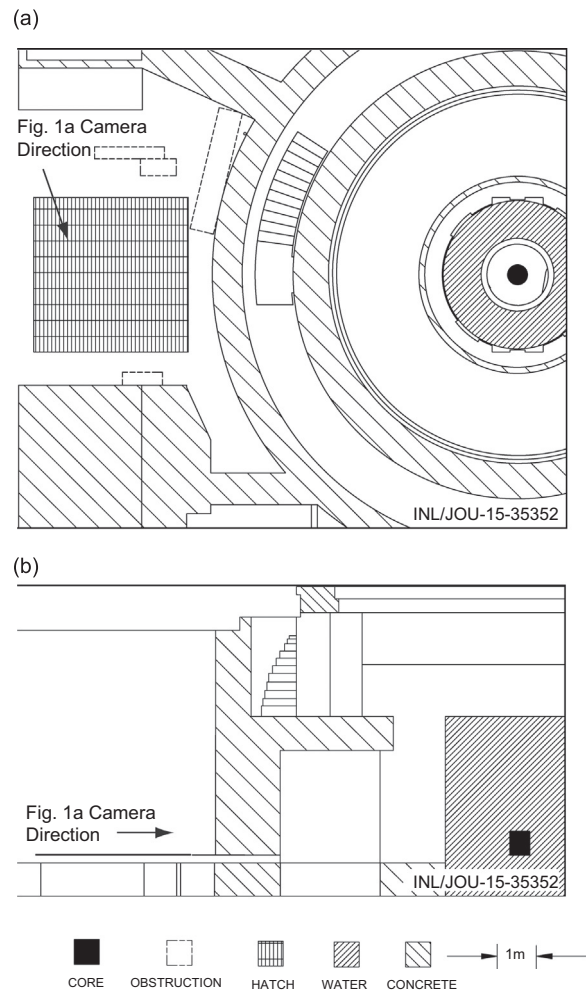 (a)
Fig. 1a Camera
Direction
INL/JOU-15-35352
(b)
Fig. 1a Camera
Direction
INL/JOU-15-35352
1m
CORE OBSTRUCTION HATCH WATER CONCRETE